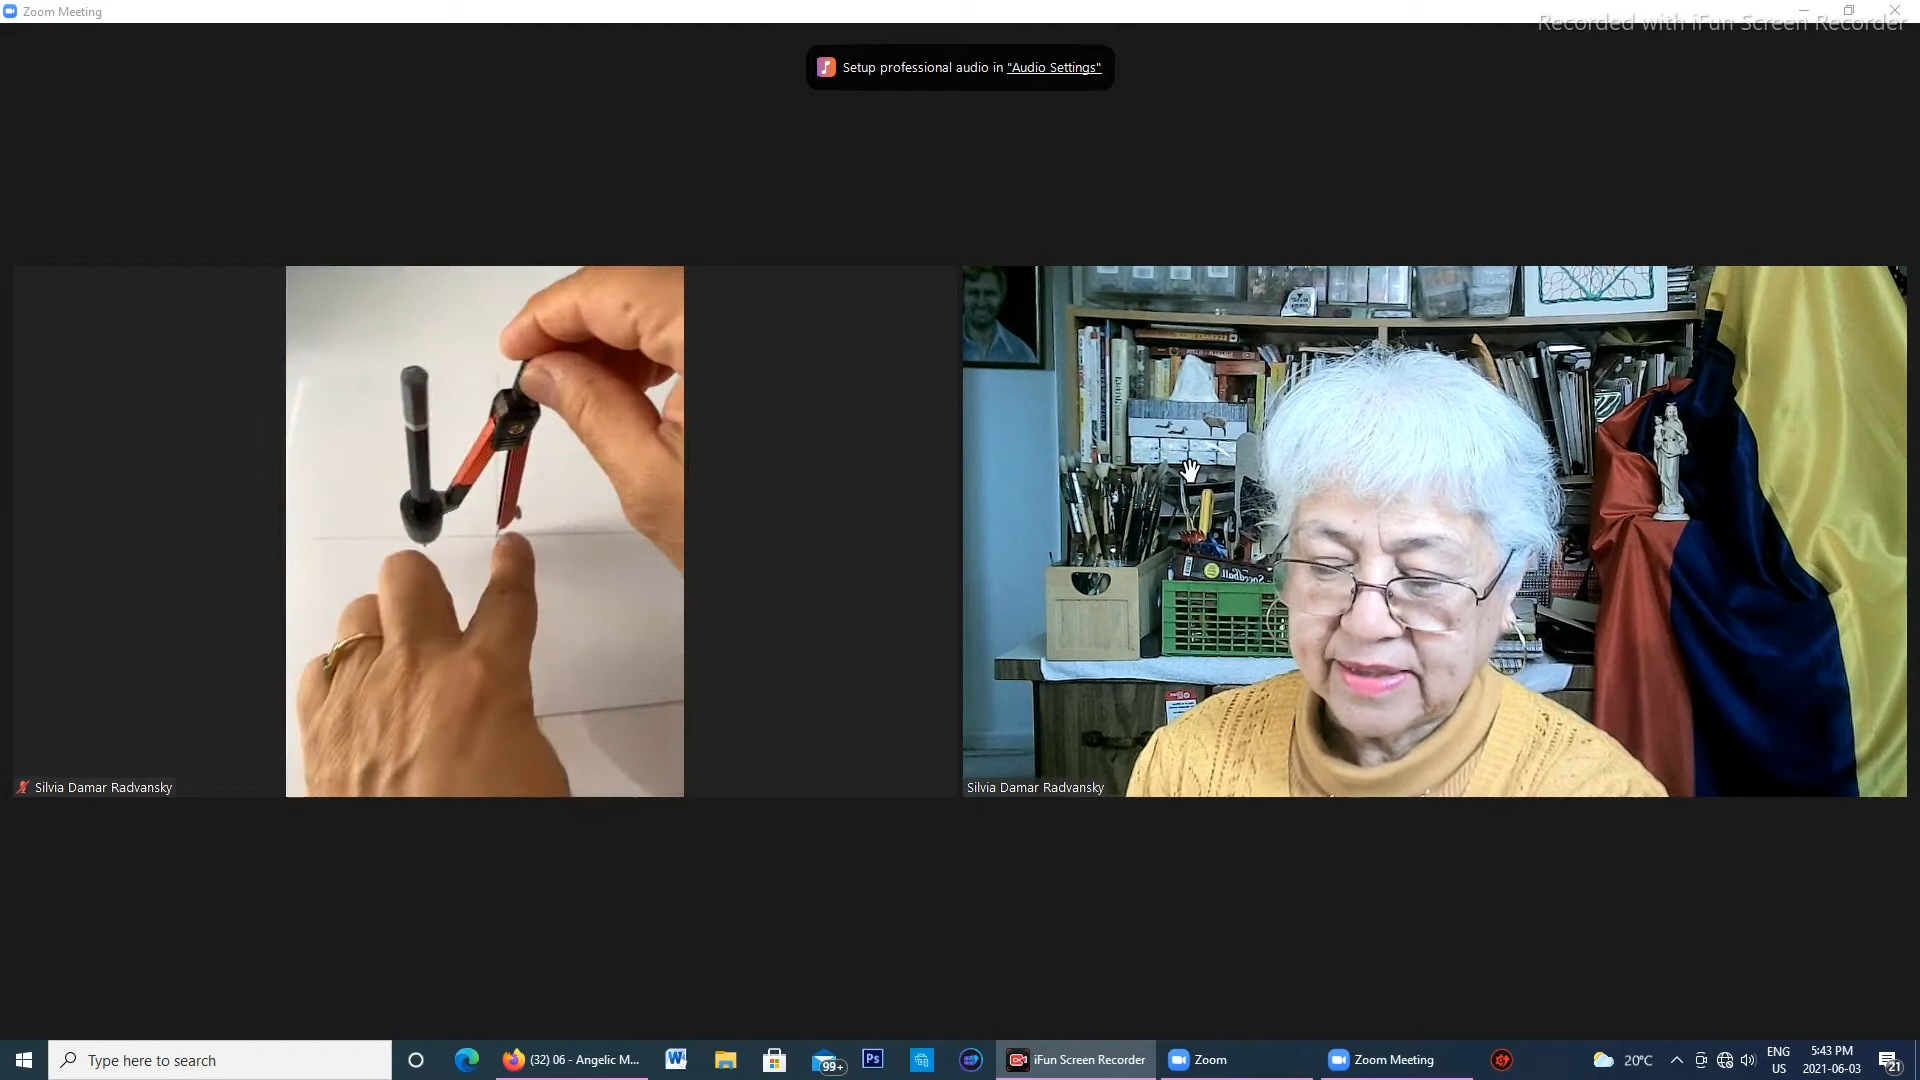 Zoom Meeting
Recorded with iFun Screen Recorder
Setup professional audio in "Audio Settings"
Silvia Damar Radvansky
Silvia Damar Radvansky
Type here to search
(32) 06 - Angelic M...
99+
Ps
iFun Screen Recorder
Zoom
Zoom Meeting
20°C
ENG
US
5:43 PM
2021-06-03
21